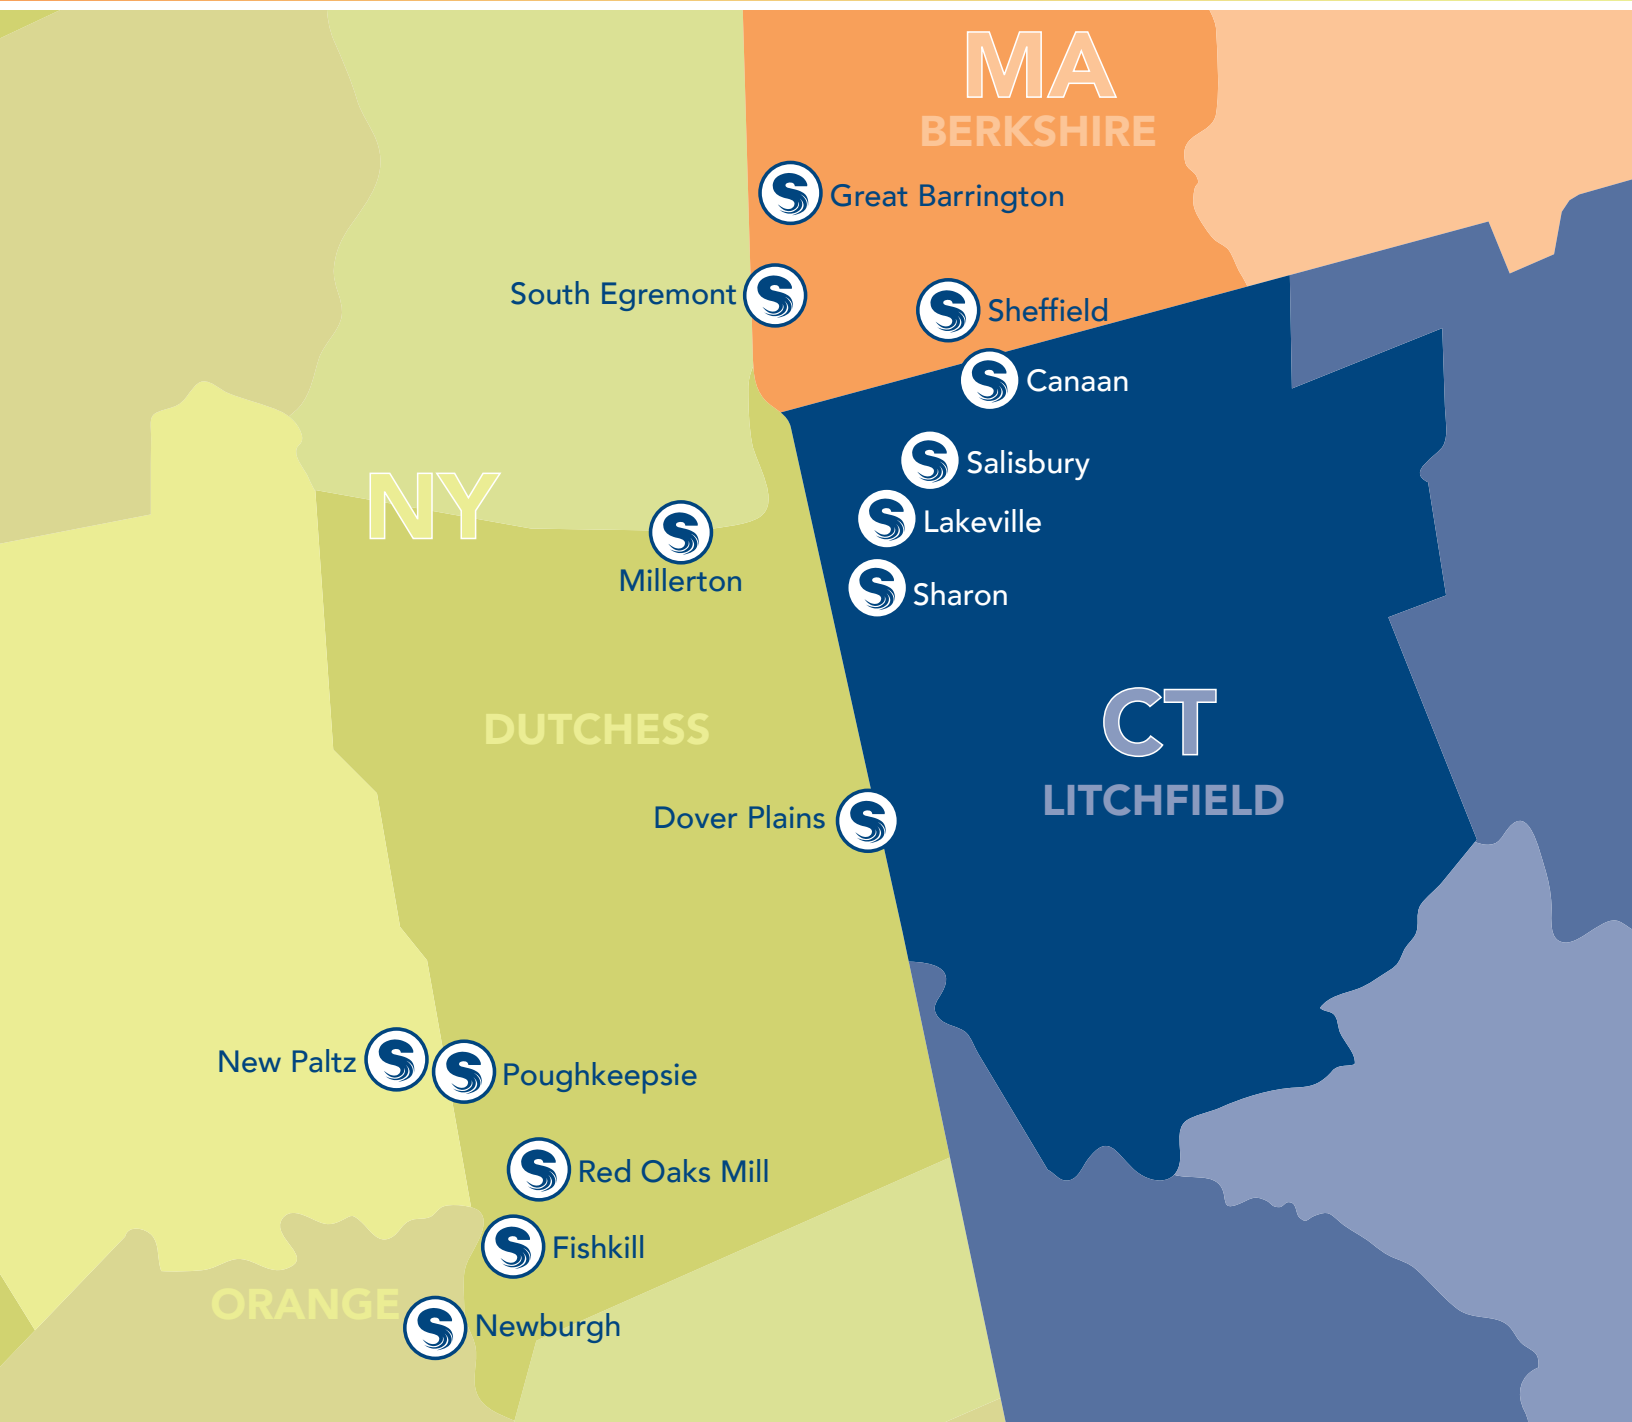 MA
BERKSHIRE
Great Barrington
South Egremont
Sheffield
Canaan
Salisbury
NY
Lakeville
Millerton
Sharon
CT
DUTCHESS
LITCHFIELD
Dover Plains
New Paltz
Poughkeepsie
Red Oaks Mill
Fishkill
ORANGE
Newburgh